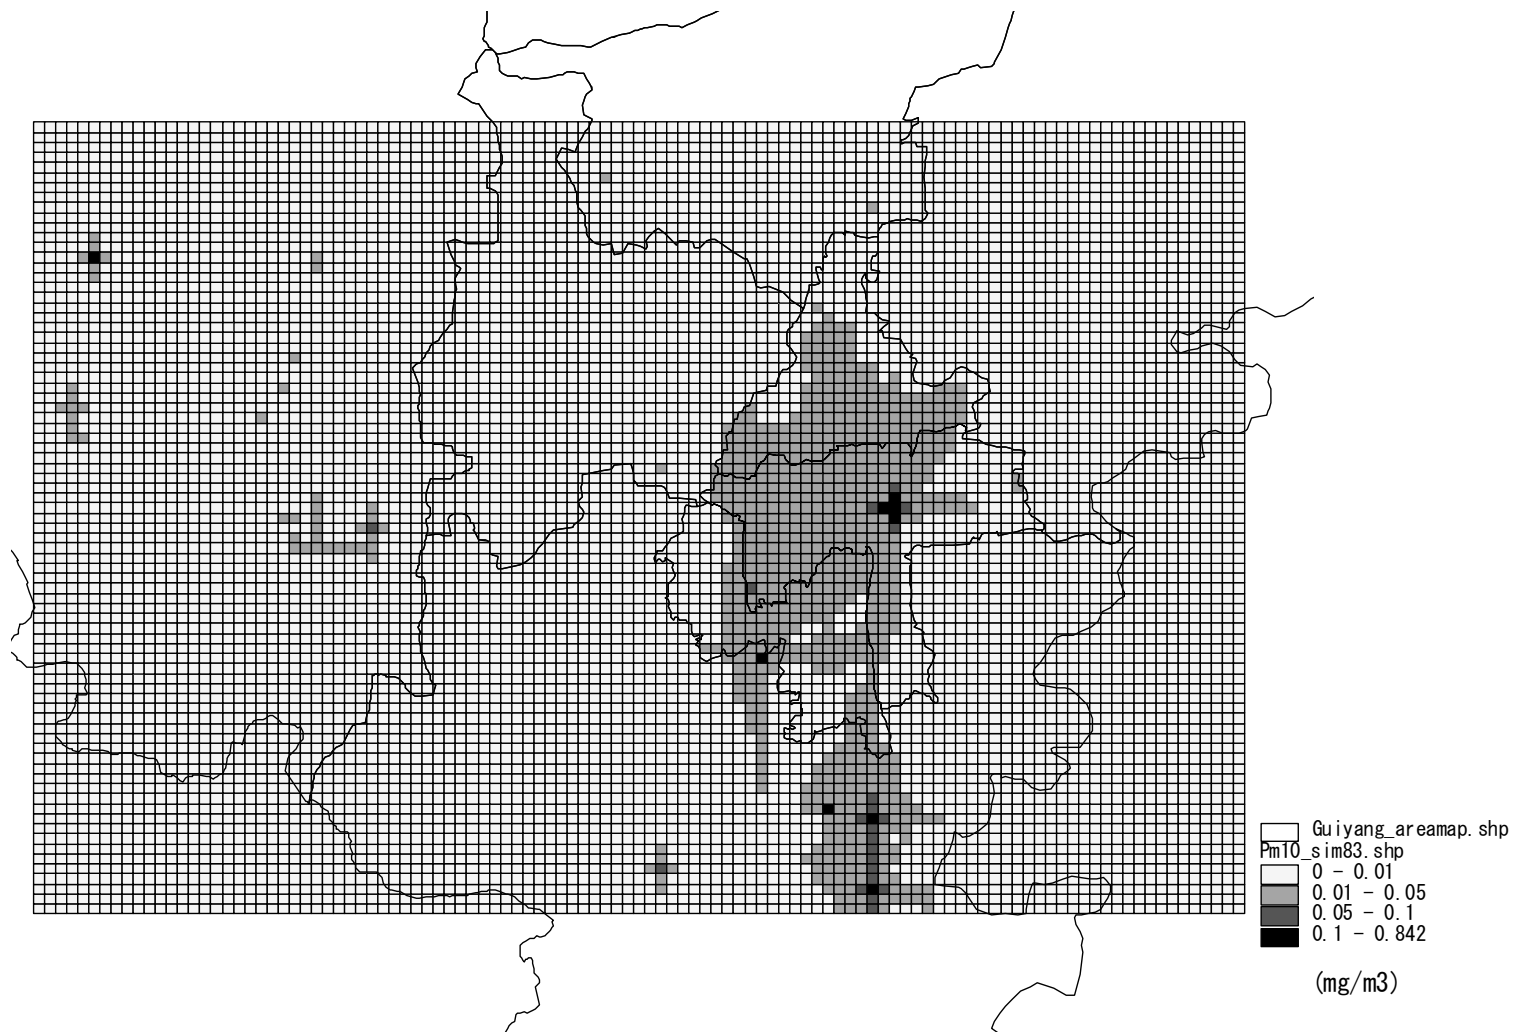 Guiyang_areamap.shp
Pm10_sim83.shp
0 - 0.01
0.01 - 0.05
0.05 - 0.1
0.1 - 0.842
(mg/m3)